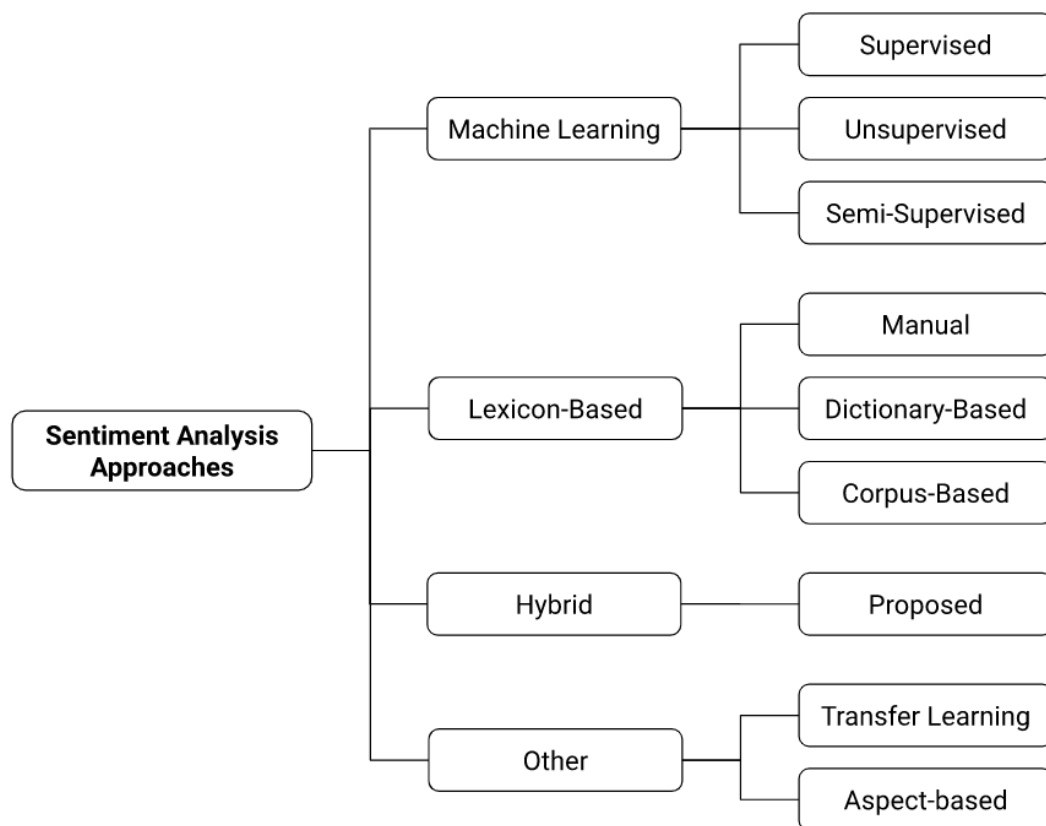 Sentiment Analysis
Approaches
Machine Learning
Supervised
Unsupervised
Semi-Supervised
Lexicon-Based
Manual
Dictionary-Based
Corpus-Based
Hybrid
Proposed
Other
Transfer Learning
Aspect-based